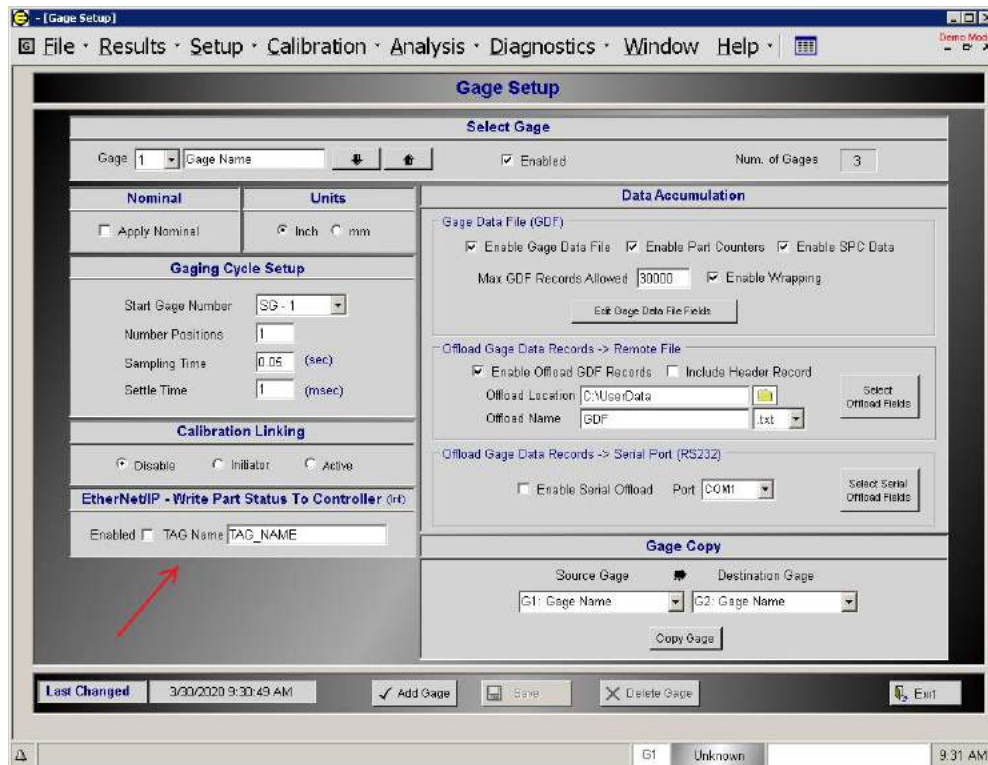 - [Gage Setup]
File · Results · Setup · Calibration · Analysis · Diagnostics · Window Help ·
Demo Mod
Gage Setup
Select Gage
Gage 1 Gage Name Enabled Num. of Gages 3
Nominal
Apply Nominal
Units
Inch mm
Gaging Cycle Setup
Start Gage Number SG - 1
Number Positions 1
Sampling Time 0.05 (sec)
Settle Time 1 (msec)
Calibration Linking
Disable Initiator Active
EtherNet/IP - Write Part Status To Controller (Int)
Enabled TAG Name TAG_NAME
Data Accumulation
Gage Data File (GDF)
Enable Gage Data File Enable Part Counters Enable SPC Data
Max GDF Records Allowed 30000 Enable Wrapping
Edit Gage Data File Fields
Offload Gage Data Records -> Remote File
Enable Offload GDF Records Include Header Record
Offload Location C:\UserData
Offload Name GDF .txt
Select
Offload Fields
Offload Gage Data Records -> Serial Port (RS232)
Enable Serial Offload Port COM1
Select Serial
Offload Fields
Gage Copy
Source Gage Destination Gage
G1: Gage Name G2: Gage Name
Copy Gage
Last Changed 3/30/2020 9:30:49 AM Add Gage Save Delete Gage Exit
G1 Unknown 9:31 AM